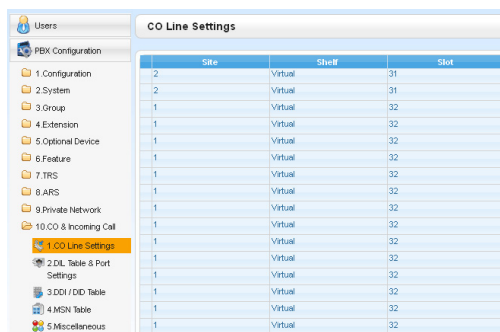 Users
PBX Configuration
1.Configuration
2.System
3.Group
4.Extension
5.Optional Device
6.Feature
7.TRS
8.ARS
9.Private Network
10.CO & Incoming Call
1.CO Line Settings
2.DIL Table & Port
Settings
3.DDI / DID Table
4.MSN Table
5.Miscellaneous
CO Line Settings
Site Shelf Slot
2 Virtual 31
2 Virtual 31
1 Virtual 32
1 Virtual 32
1 Virtual 32
1 Virtual 32
1 Virtual 32
1 Virtual 32
1 Virtual 32
1 Virtual 32
1 Virtual 32
1 Virtual 32
1 Virtual 32
1 Virtual 32
1 Virtual 32
1 Virtual 32